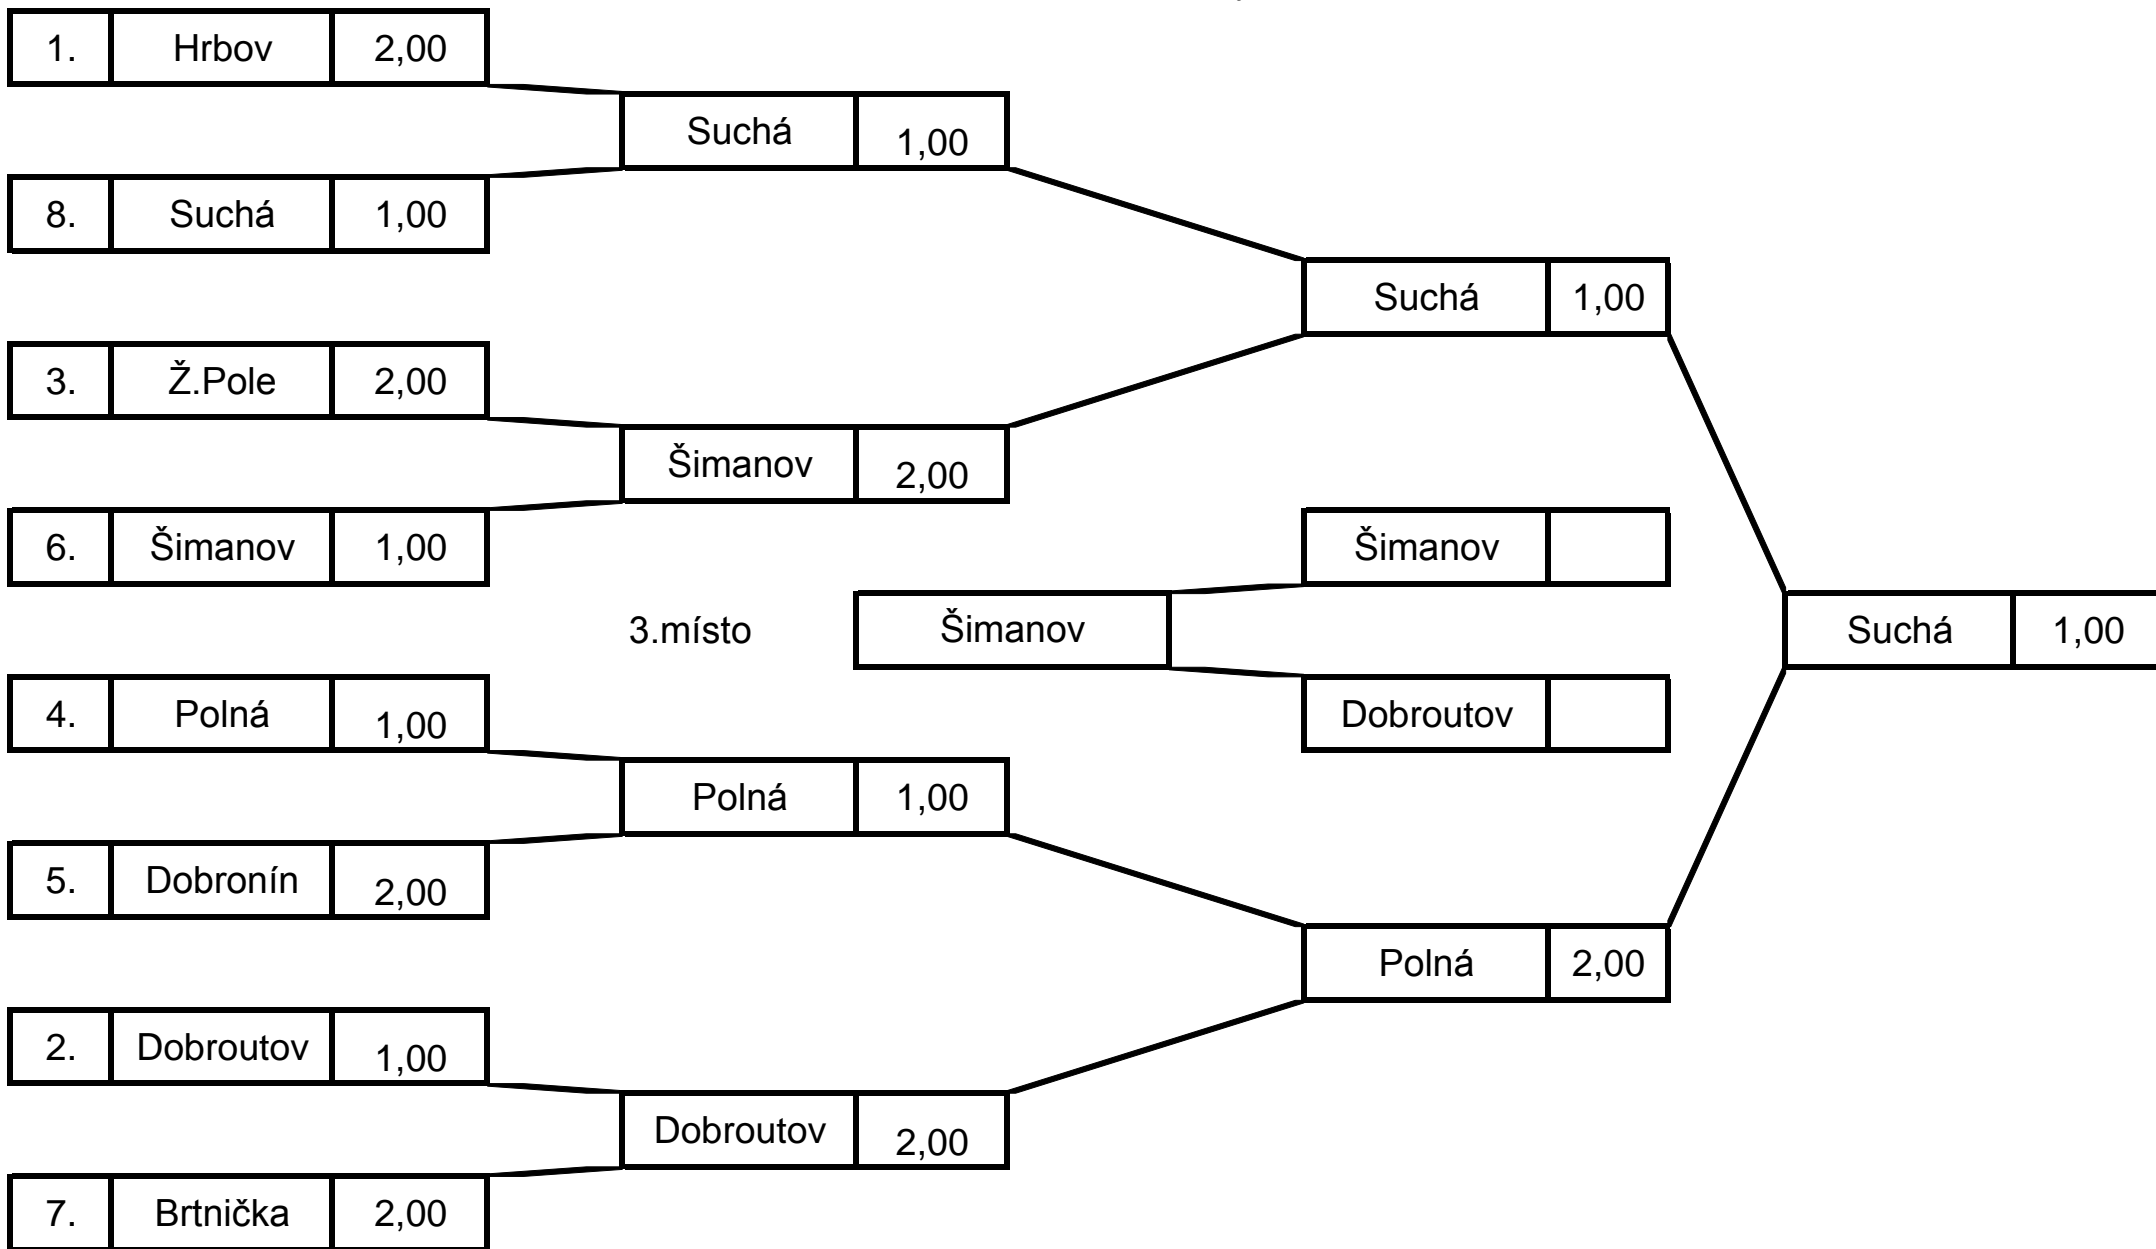 1. Hrbov 2,00
Suchá 1,00
8. Suchá 1,00
Suchá 1,00
3. Ž.Pole 2,00
Šimanov 2,00
6. Šimanov 1,00
Šimanov
3.místo Šimanov
Suchá 1,00
4. Polná 1,00
Dobroutov
Polná 1,00
5. Dobronín 2,00
Polná 2,00
2. Dobroutov 1,00
Dobroutov 2,00
7. Brtnička 2,00